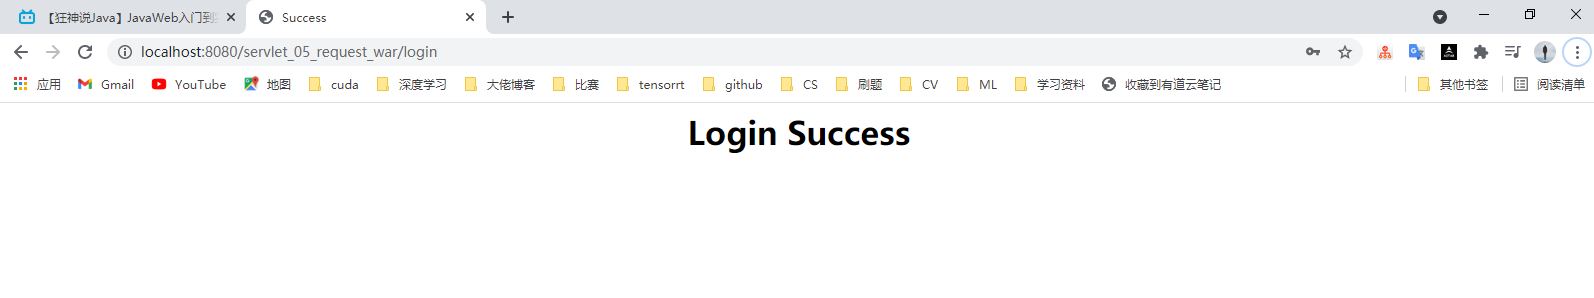 【狂神说Java】JavaWeb入门到 Success
localhost:8080/servlet_05_request_war/login
应用 Gmail YouTube 地图 cuda 深度学习 大佬博客 比赛 tensorrt github CS 刷题 CV ML 学习资料 收藏到有道云笔记 其他书签 阅读清单
Login Success